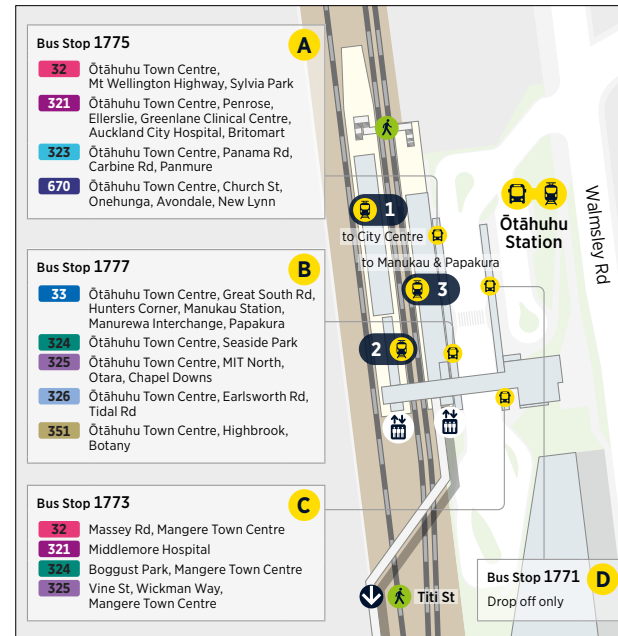 Bus Stop 1775
A
32 Ōtāhuhu Town Centre,
Mt Wellington Highway, Sylvia Park
321 Ōtāhuhu Town Centre, Penrose,
Ellerslie, Greenlane Clinical Centre,
Auckland City Hospital, Britomart
323 Ōtāhuhu Town Centre, Panama Rd,
Carbine Rd, Panmure
670 Ōtāhuhu Town Centre, Church St,
Onehunga, Avondale, New Lynn
Bus Stop 1777
B
33 Ōtāhuhu Town Centre, Great South Rd,
Hunters Corner, Manukau Station,
Manurewa Interchange, Papakura
324 Ōtāhuhu Town Centre, Seaside Park
325 Ōtāhuhu Town Centre, MIT North,
Otara, Chapel Downs
326 Ōtāhuhu Town Centre, Earlsworth Rd,
Tidal Rd
351 Ōtāhuhu Town Centre, Highbrook,
Botany
Bus Stop 1773
C
32 Massey Rd, Mangere Town Centre
321 Middlemore Hospital
324 Boggust Park, Mangere Town Centre
325 Vine St, Wickman Way,
Mangere Town Centre
1
to City Centre
to Manukau & Papakura
3
2
Ōtāhuhu
Station
Walmsley Rd
Titi St
Bus Stop 1771
D
Drop off only